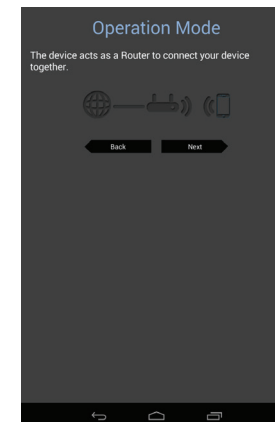 Operation Mode
The device acts as a Router to connect your device
together.
Back
Next